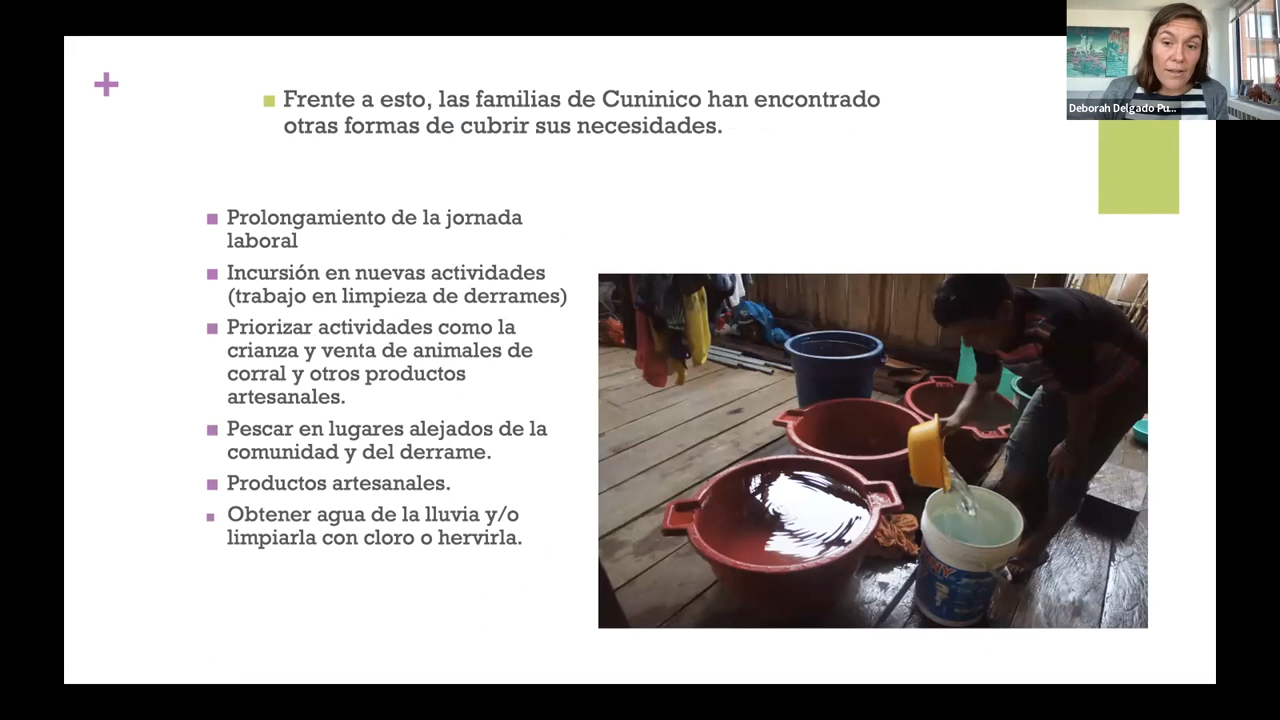 Deborah Delgado Pu...
Frente a esto, las familias de Cuninico han encontrado
otras formas de cubrir sus necesidades.
Prolongamiento de la jornada
laboral
Incursión en nuevas actividades
(trabajo en limpieza de derrames)
Priorizar actividades como la
crianza y venta de animales de
corral y otros productos
artesanales.
Pescar en lugares alejados de la
comunidad y del derrame.
Productos artesanales.
Obtener agua de la lluvia y/o
limpiarla con cloro o hervirla.